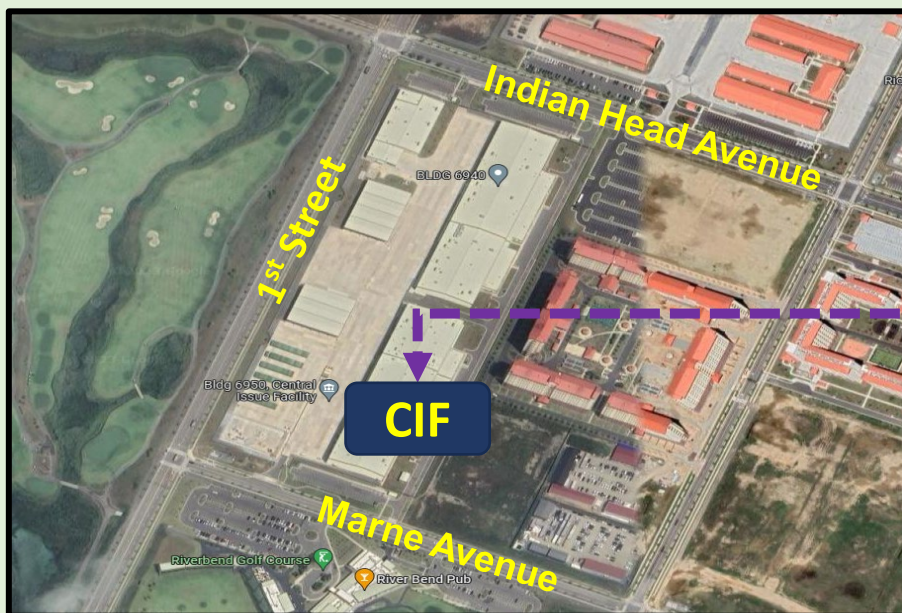 Indian Head Avenue
Ric
BLDG 6940
1st Street
Bldg 6950, Central
Issue Facility
CIF
Marne Avenue
Riverbend Golf Course
River Bend Pub